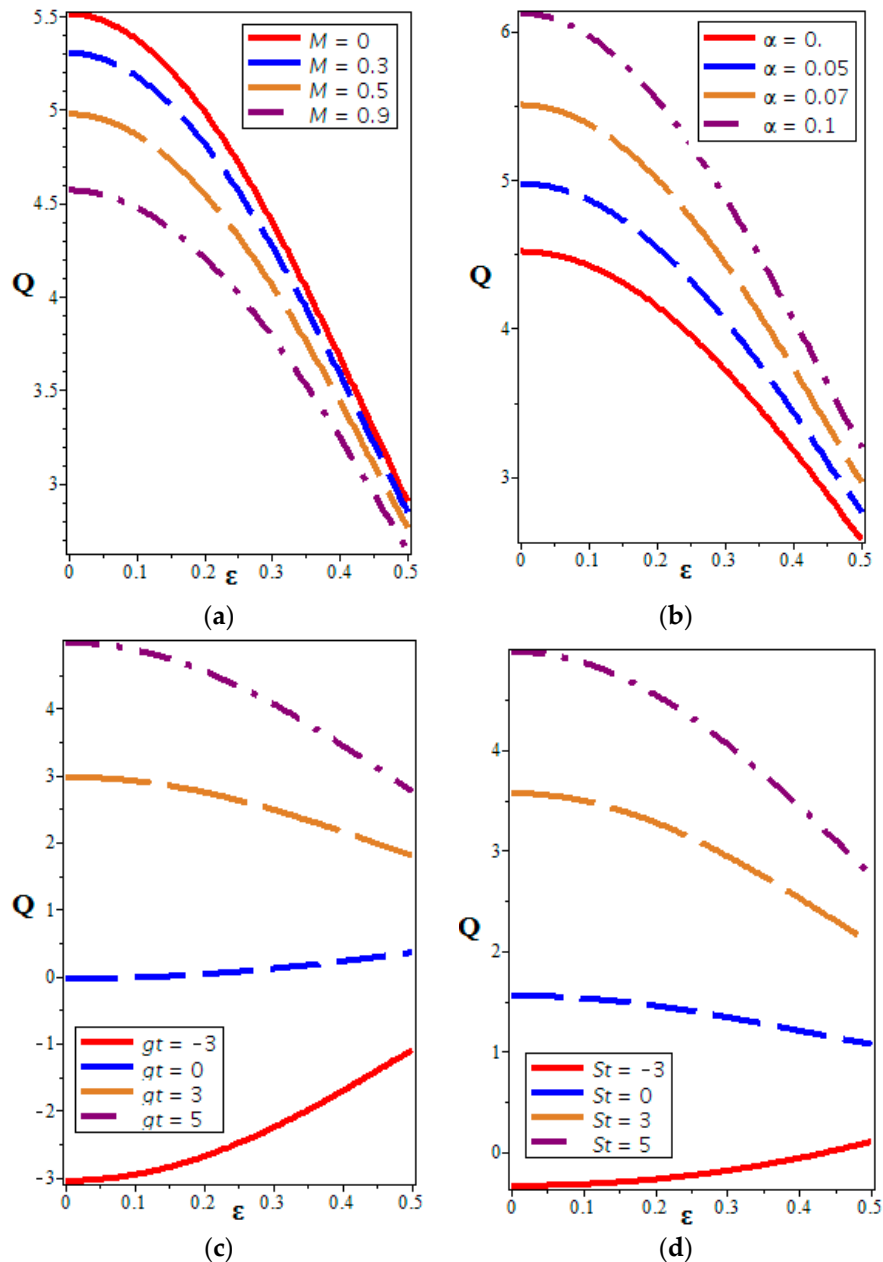 5.5
5
4.5
4
3.5
3
Q
M = 0
M = 0.3
M = 0.5
M = 0.9
0 0.1 0.2 0.3 0.4 0.5
ε
(a)
6
5
4
3
Q
α = 0.
α = 0.05
α = 0.07
α = 0.1
0 0.1 0.2 0.3 0.4 0.5
ε
(b)
4
3
2
1
0
-1
-2
-3
Q
gt = -3
gt = 0
gt = 3
gt = 5
0 0.1 0.2 0.3 0.4 0.5
ε
(c)
4
3
2
1
0
Q
St = -3
St = 0
St = 3
St = 5
0 0.1 0.2 0.3 0.4 0.5
ε
(d)